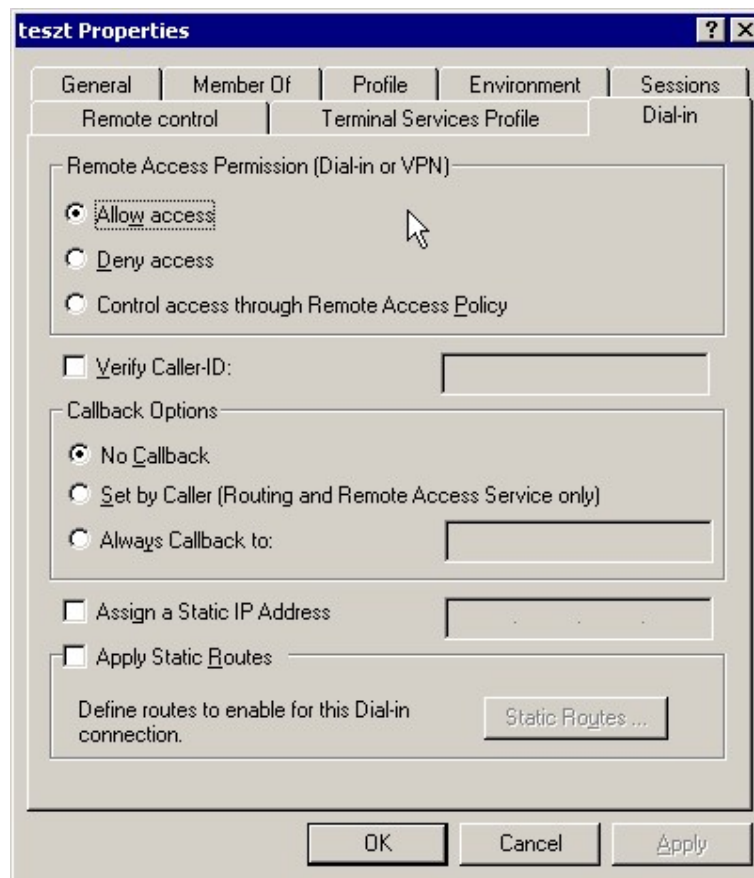 teszt Properties
General Member Of Profile Environment Sessions
Remote control Terminal Services Profile Dial-in
Remote Access Permission (Dial-in or VPN)
Allow access
Deny access
Control access through Remote Access Policy
Verify Caller-ID:
Callback Options
No Callback
Set by Caller (Routing and Remote Access Service only)
Always Callback to:
Assign a Static IP Address
Apply Static Routes
Define routes to enable for this Dial-in
connection.
Static Routes ...
OK Cancel Apply